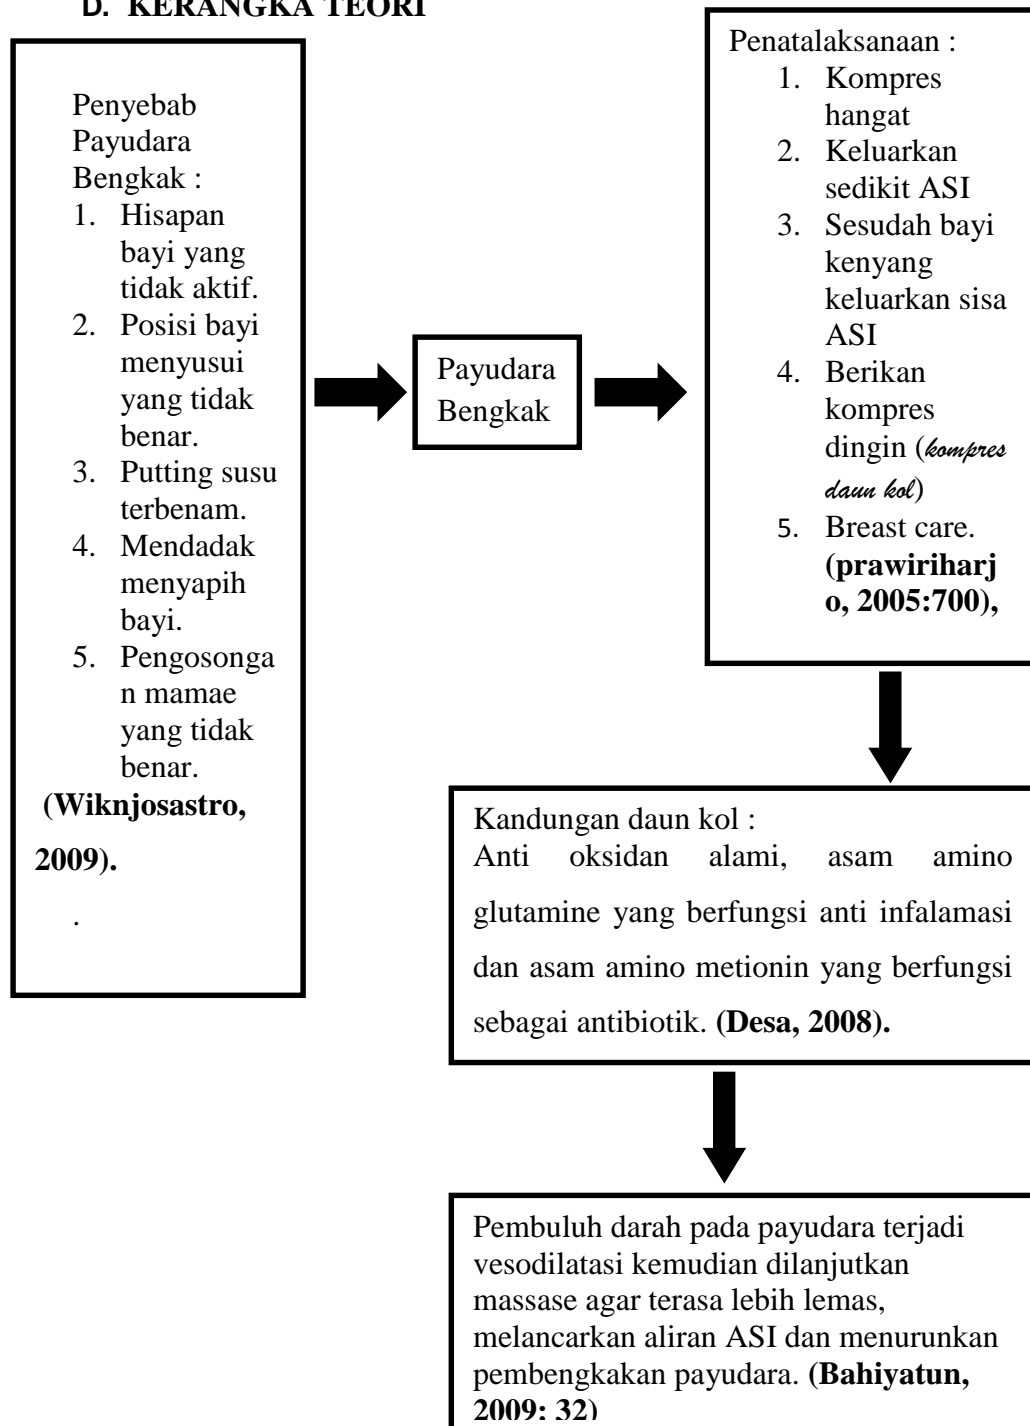 D. KERANGKA TEORI
Penyebab
Payudara
Bengkak :
1. Hisapan
bayi yang
tidak aktif.
2. Posisi bayi
menyusui
yang tidak
benar.
3. Putting susu
terbenam.
4. Mendadak
menyapih
bayi.
5. Pengosonga
n mamae
yang tidak
benar.
(Wiknjosastro,
2009).
.
Payudara
Bengkak
Penatalaksanaan :
1. Kompres
hangat
2. Keluarkan
sedikit ASI
3. Sesudah bayi
kenyang
keluarkan sisa
ASI
4. Berikan
kompres
dingin (kompres
daun kol)
5. Breast care.
(prawiriharj
o, 2005:700),
Kandungan daun kol :
Anti oksidan alami, asam amino
glutamine yang berfungsi anti infalamasi
dan asam amino metionin yang berfungsi
sebagai antibiotik. (Desa, 2008).
Pembuluh darah pada payudara terjadi
vesodilatasi kemudian dilanjutkan
massase agar terasa lebih lemas,
melancarkan aliran ASI dan menurunkan
pembengkakan payudara. (Bahiyatun,
2009: 32)